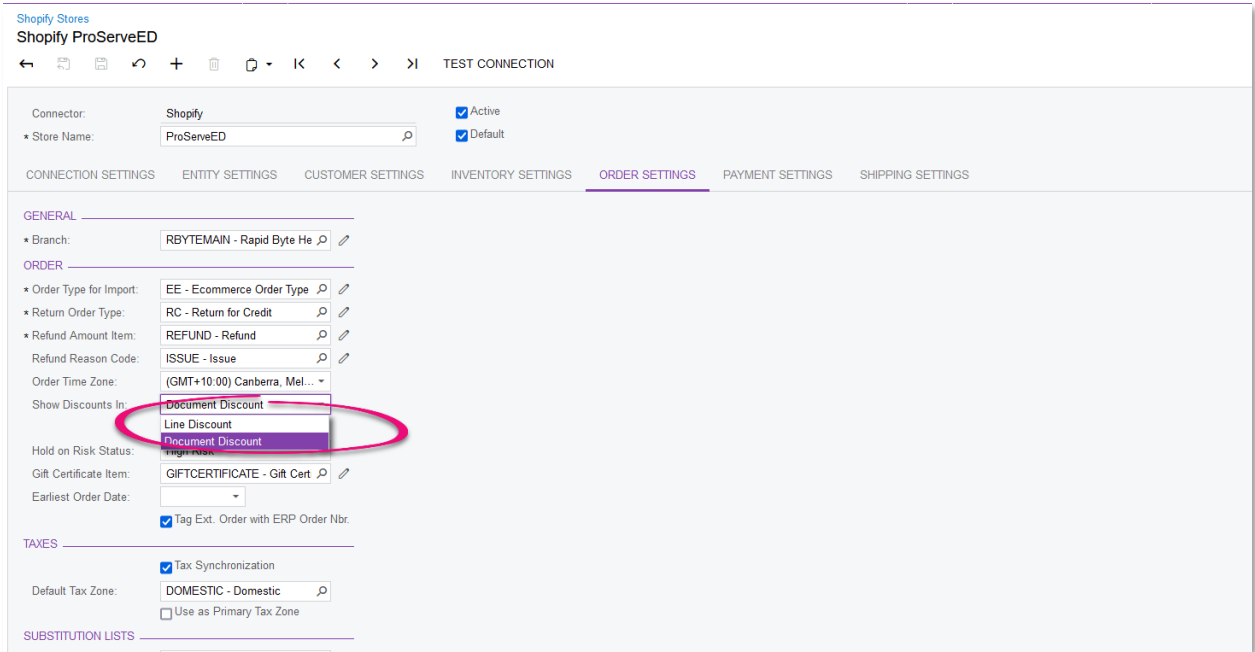 Shopify Stores
Shopify ProServeED
TEST CONNECTION
Connector: Shopify
Active
* Store Name: ProServeED
Default
CONNECTION SETTINGS ENTITY SETTINGS CUSTOMER SETTINGS INVENTORY SETTINGS ORDER SETTINGS PAYMENT SETTINGS SHIPPING SETTINGS
GENERAL
* Branch: RBYTEMAIN - Rapid Byte He
ORDER
* Order Type for Import: EE - Ecommerce Order Type
* Return Order Type: RC - Return for Credit
* Refund Amount Item: REFUND - Refund
Refund Reason Code: ISSUE - Issue
Order Time Zone: (GMT+10:00) Canberra, Mel...
Show Discounts In: Document Discount
Line Discount
Document Discount
Hold on Risk Status: High Risk
Gift Certificate Item: GIFTCERTIFICATE - Gift Cert
Earliest Order Date:
Tag Ext. Order with ERP Order Nbr.
TAXES
Tax Synchronization
Default Tax Zone: DOMESTIC - Domestic
Use as Primary Tax Zone
SUBSTITUTION LISTS